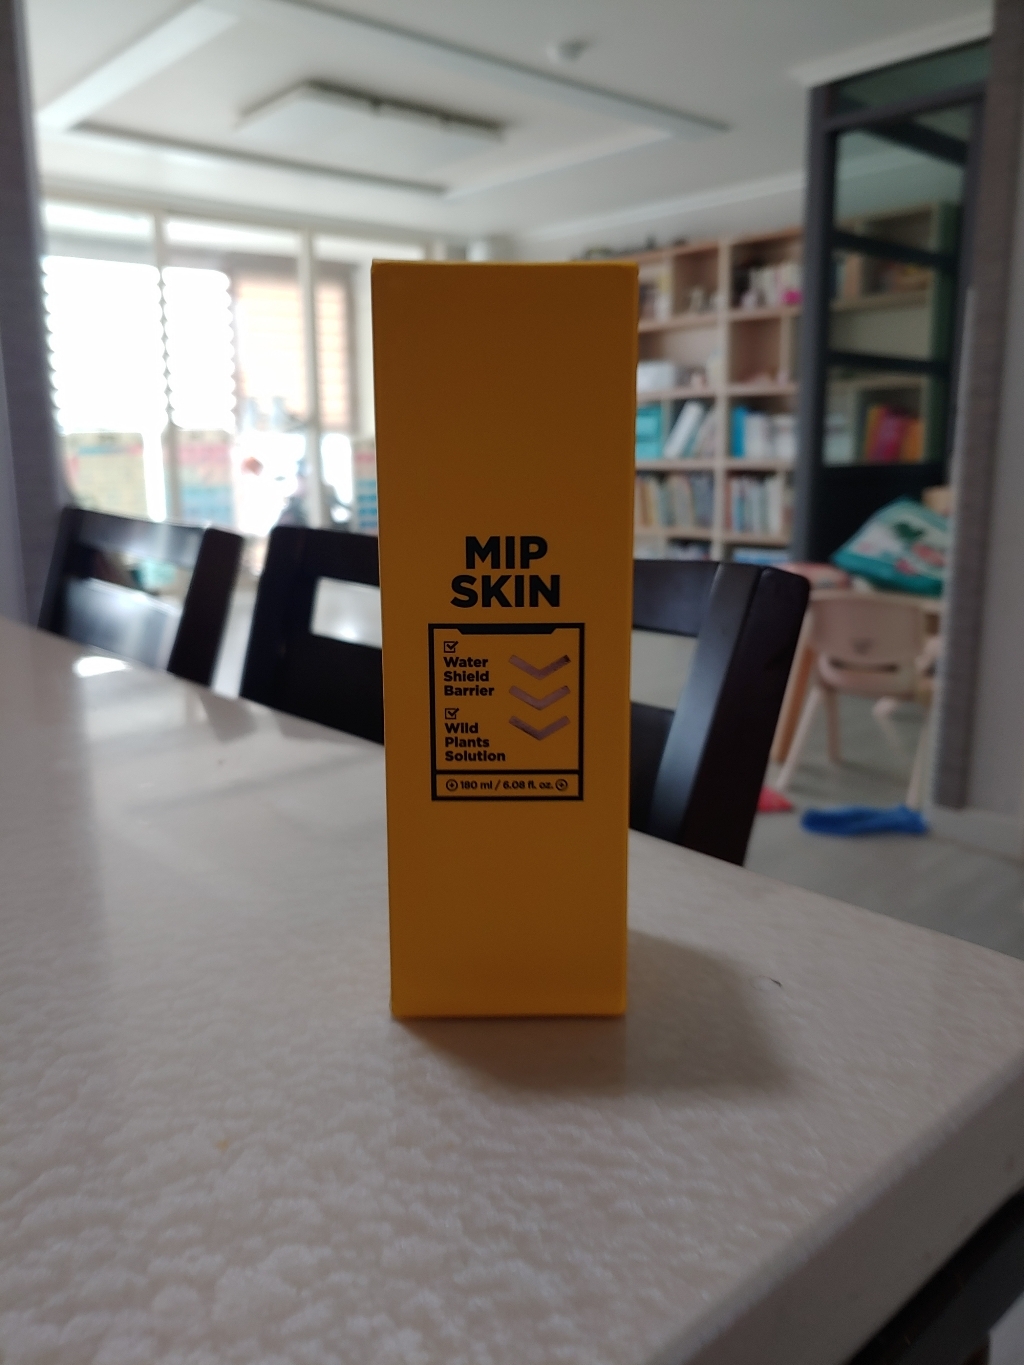 MIP
SKIN
Water
Shield
Barrier
Wild
Plants
Solution
180 ml / 6.08 fl. oz.